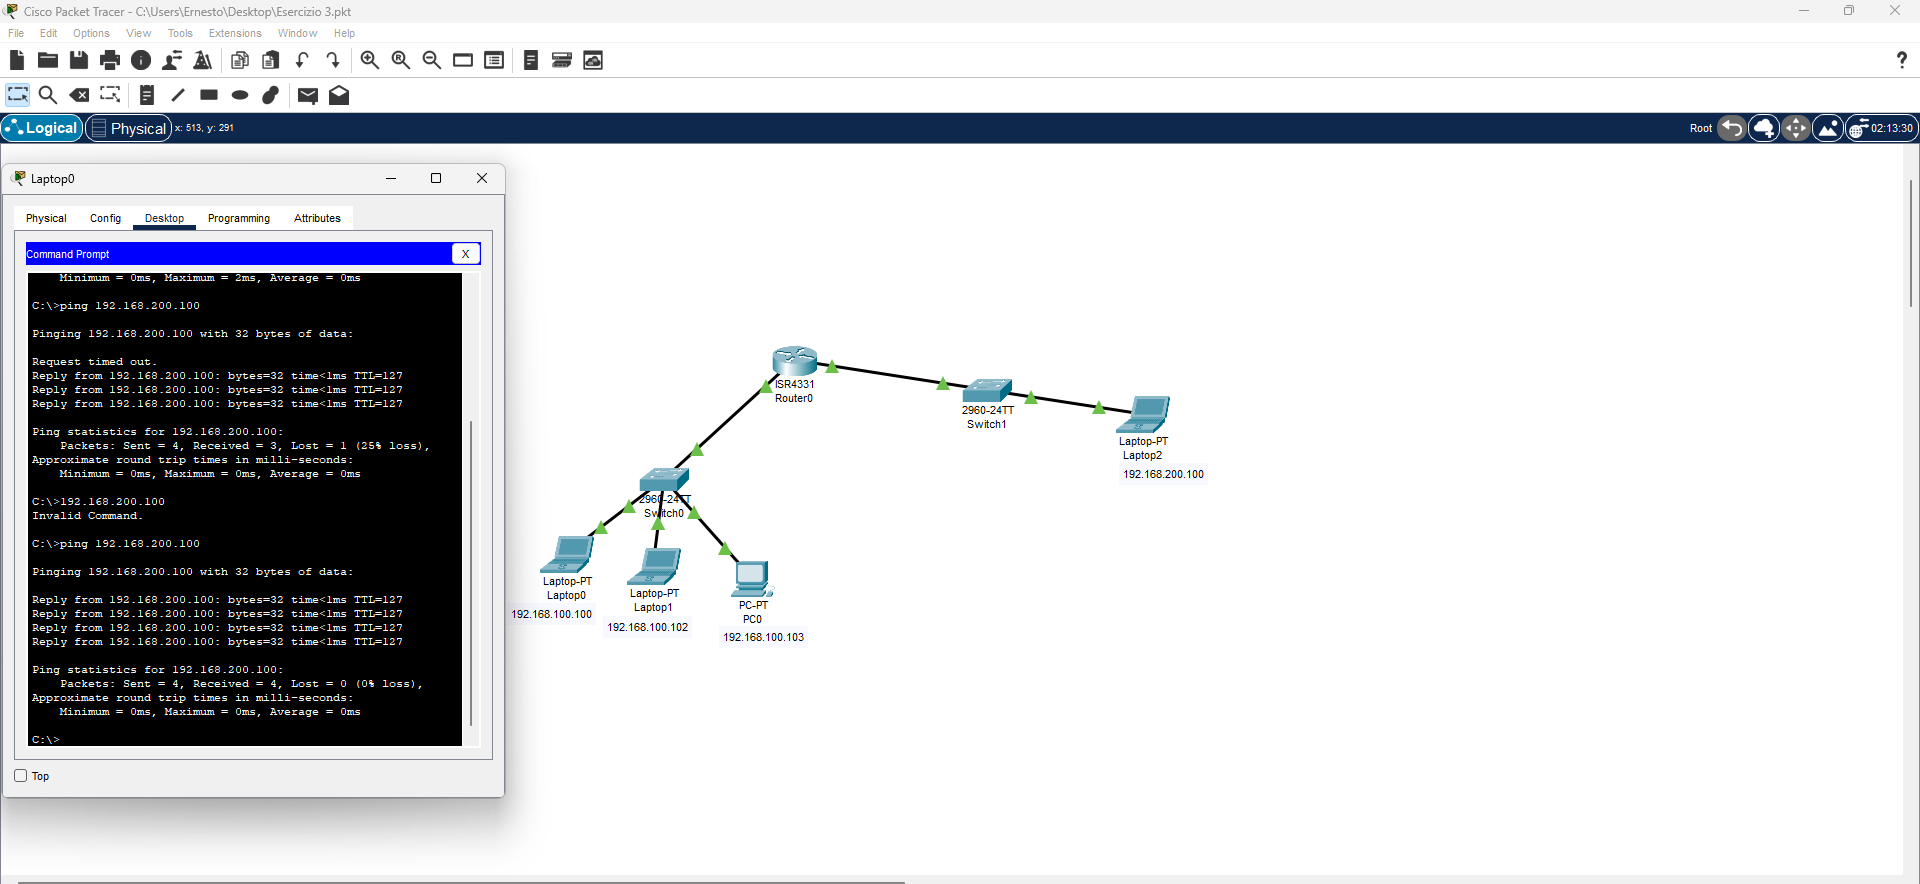 Cisco Packet Tracer - C:\Users\Ernesto\Desktop\Esercizio 3.pkt
File Edit Options View Tools Extensions Window Help
?
Logical Physical x: 513, y: 291 Root 02:13:30
Laptop0
Physical Config Desktop Programming Attributes
Command Prompt X
Minimum = 0ms, Maximum = 2ms, Average = 0ms
C:\>ping 192.168.200.100
Pinging 192.168.200.100 with 32 bytes of data:
Request timed out.
Reply from 192.168.200.100: bytes=32 time<1ms TTL=127
Reply from 192.168.200.100: bytes=32 time<1ms TTL=127
Reply from 192.168.200.100: bytes=32 time<1ms TTL=127
Ping statistics for 192.168.200.100:
Packets: Sent = 4, Received = 3, Lost = 1 (25% loss),
Approximate round trip times in milli-seconds:
Minimum = 0ms, Maximum = 0ms, Average = 0ms
C:\>192.168.200.100
Invalid Command.
C:\>ping 192.168.200.100
Pinging 192.168.200.100 with 32 bytes of data:
Reply from 192.168.200.100: bytes=32 time<1ms TTL=127
Reply from 192.168.200.100: bytes=32 time<1ms TTL=127
Reply from 192.168.200.100: bytes=32 time<1ms TTL=127
Reply from 192.168.200.100: bytes=32 time<1ms TTL=127
Ping statistics for 192.168.200.100:
Packets: Sent = 4, Received = 4, Lost = 0 (0% loss),
Approximate round trip times in milli-seconds:
Minimum = 0ms, Maximum = 0ms, Average = 0ms
C:\>
Top
ISR4331
Router0
2960-24TT
Switch1
Laptop-PT
Laptop2
192.168.200.100
2960-24TT
Switch0
Laptop-PT
Laptop0
192.168.100.100
Laptop-PT
Laptop1
192.168.100.102
PC-PT
PC0
192.168.100.103